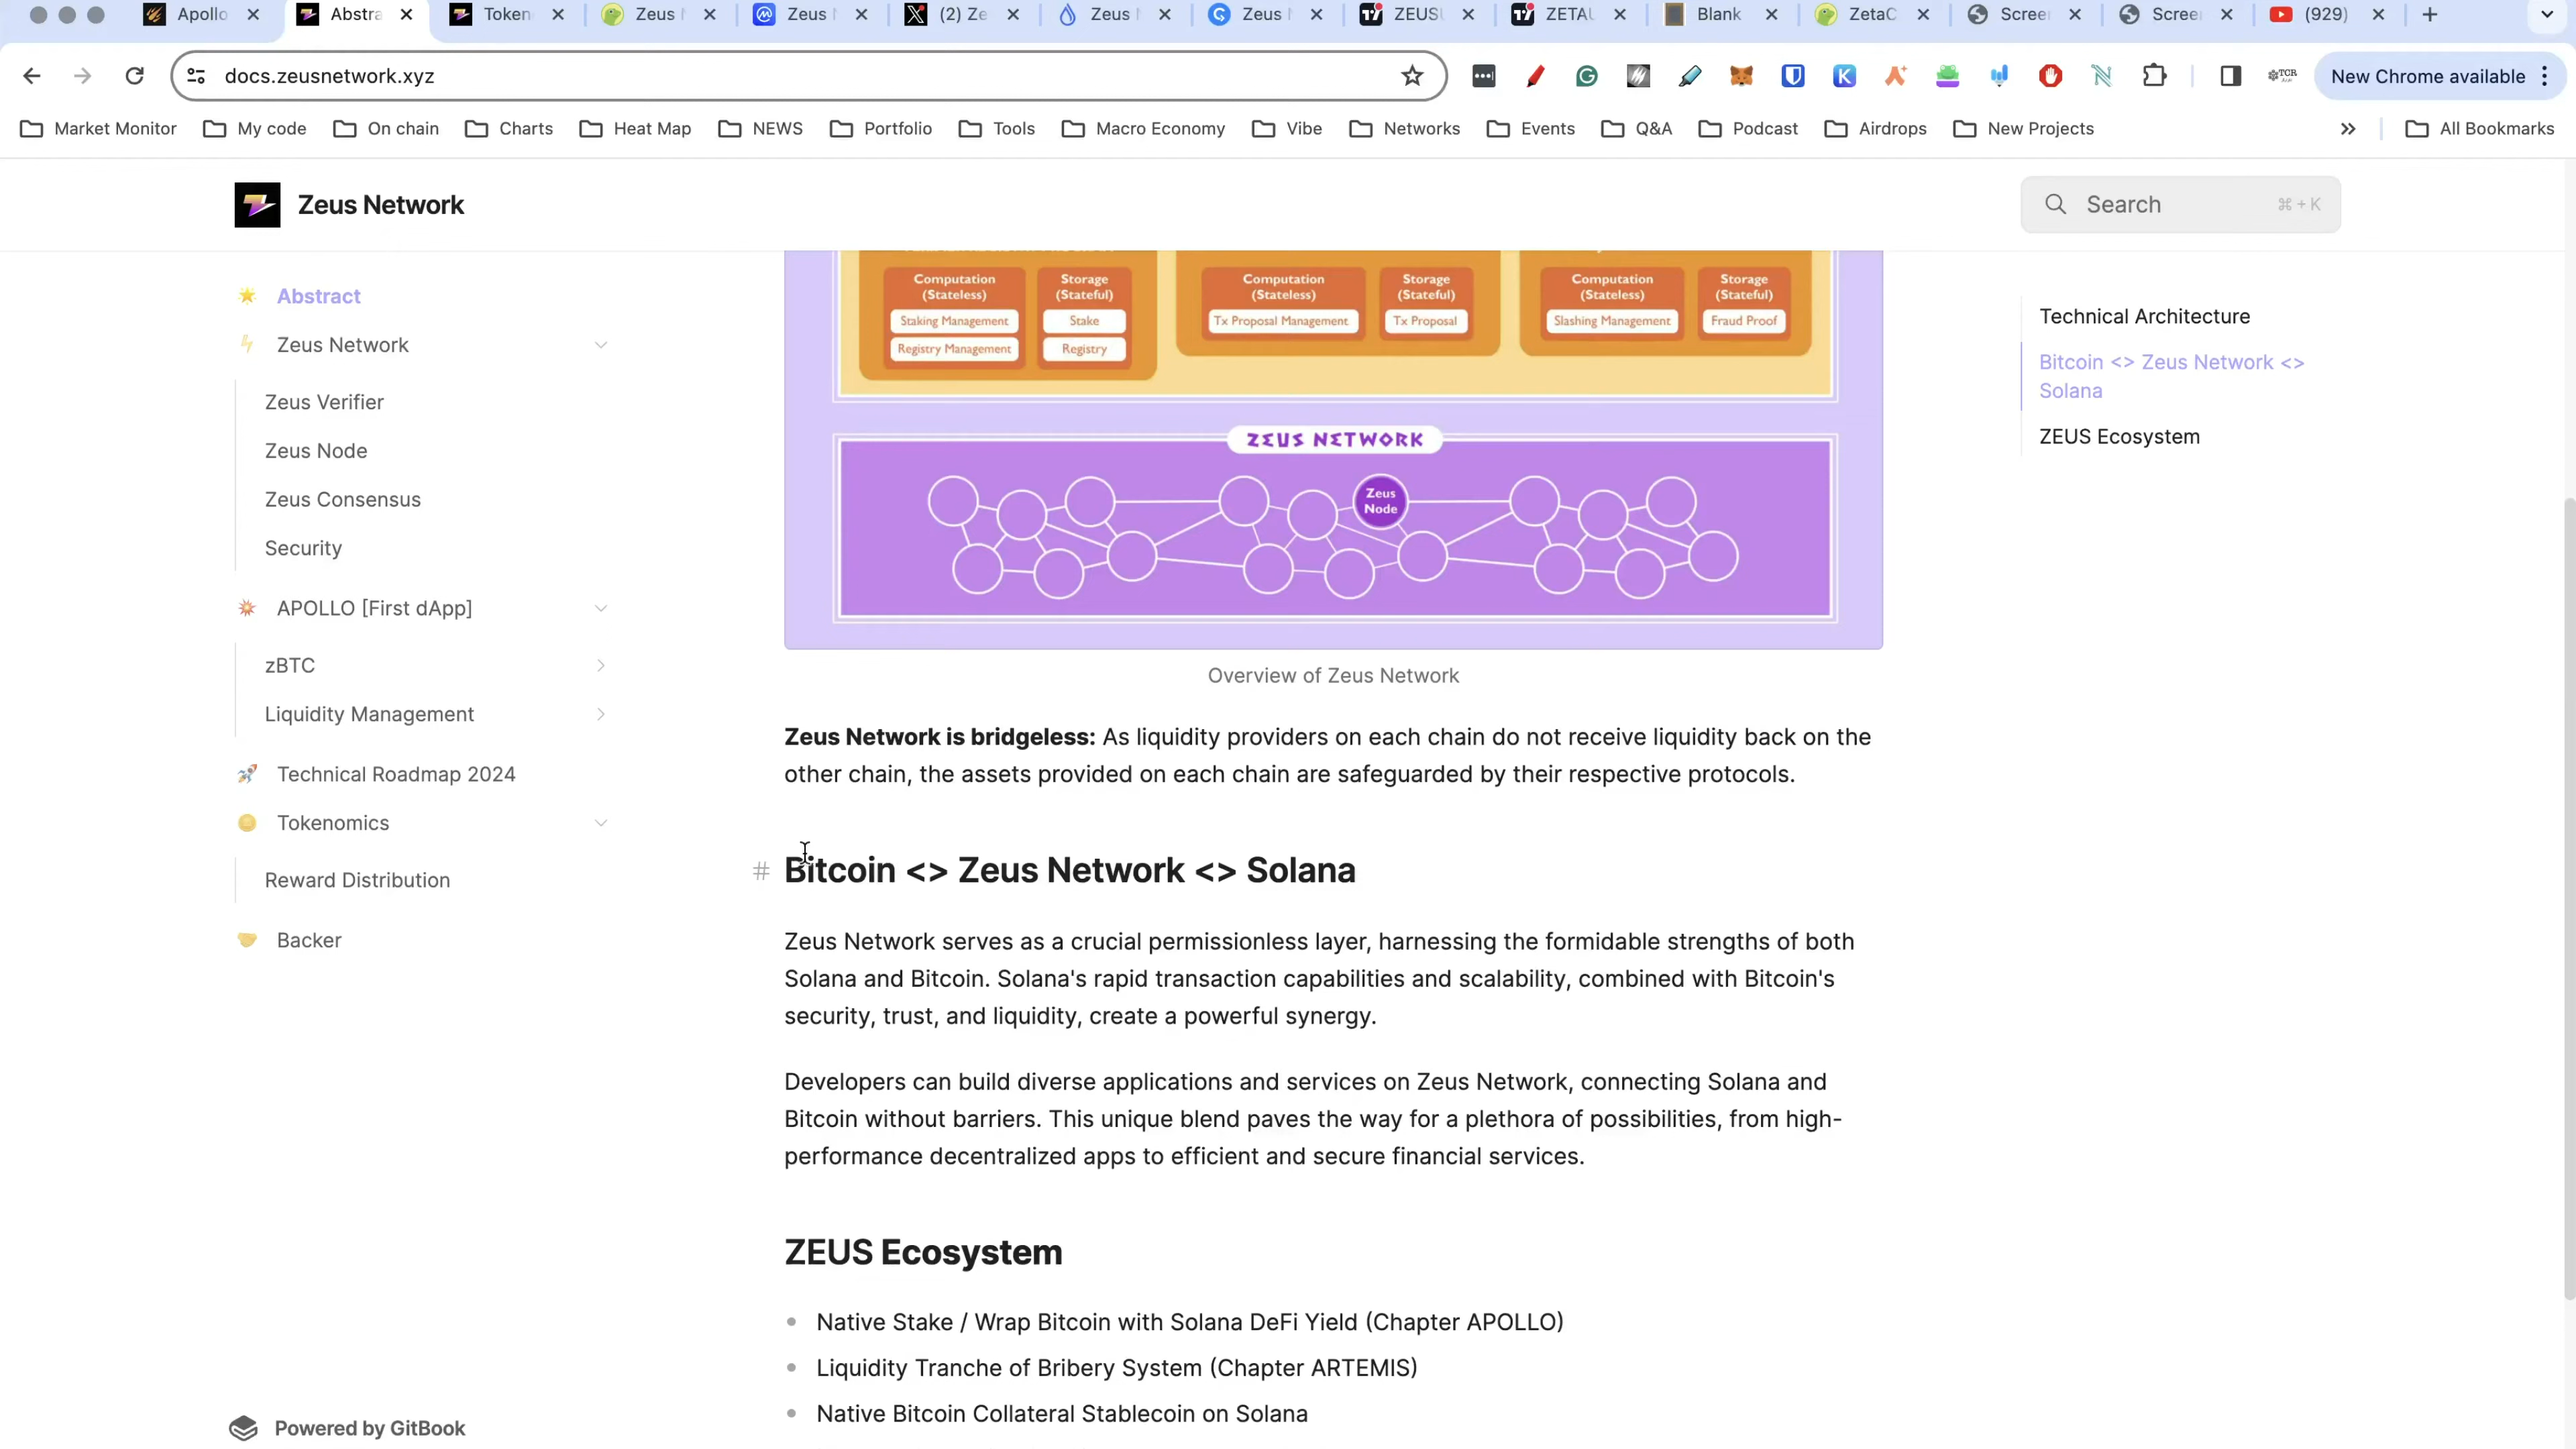 Apollo
Abstra
Token
Zeus
Zeus
(2) Ze
Zeus
Zeus
ZEUS
ZETAU
Blank
ZetaC
Scree
Scree
(929)
docs.zeusnetwork.xyz
New Chrome available
Market Monitor
My code
On chain
Charts
Heat Map
NEWS
Portfolio
Tools
Macro Economy
Vibe
Networks
Events
Q&A
Podcast
Airdrops
New Projects
All Bookmarks
Zeus Network
Search
⌘ + K
Abstract
Zeus Network
Zeus Verifier
Zeus Node
Zeus Consensus
Security
APOLLO [First dApp]
zBTC
Liquidity Management
Technical Roadmap 2024
Tokenomics
Reward Distribution
Backer
Powered by GitBook
Computation
(Stateless)
Staking Management
Registry Management
Storage
(Stateful)
Stake
Registry
Computation
(Stateless)
Tx Proposal Management
Storage
(Stateful)
Tx Proposal
Computation
(Stateless)
Slashing Management
Storage
(Stateful)
Fraud Proof
ZEUS NETWORK
Zeus
Node
Overview of Zeus Network
Zeus Network is bridgeless: As liquidity providers on each chain do not receive liquidity back on the
other chain, the assets provided on each chain are safeguarded by their respective protocols.
# Bitcoin <> Zeus Network <> Solana
Zeus Network serves as a crucial permissionless layer, harnessing the formidable strengths of both
Solana and Bitcoin. Solana's rapid transaction capabilities and scalability, combined with Bitcoin's
security, trust, and liquidity, create a powerful synergy.
Developers can build diverse applications and services on Zeus Network, connecting Solana and
Bitcoin without barriers. This unique blend paves the way for a plethora of possibilities, from high-
performance decentralized apps to efficient and secure financial services.
ZEUS Ecosystem
• Native Stake / Wrap Bitcoin with Solana DeFi Yield (Chapter APOLLO)
• Liquidity Tranche of Bribery System (Chapter ARTEMIS)
• Native Bitcoin Collateral Stablecoin on Solana
Technical Architecture
Bitcoin <> Zeus Network <>
Solana
ZEUS Ecosystem